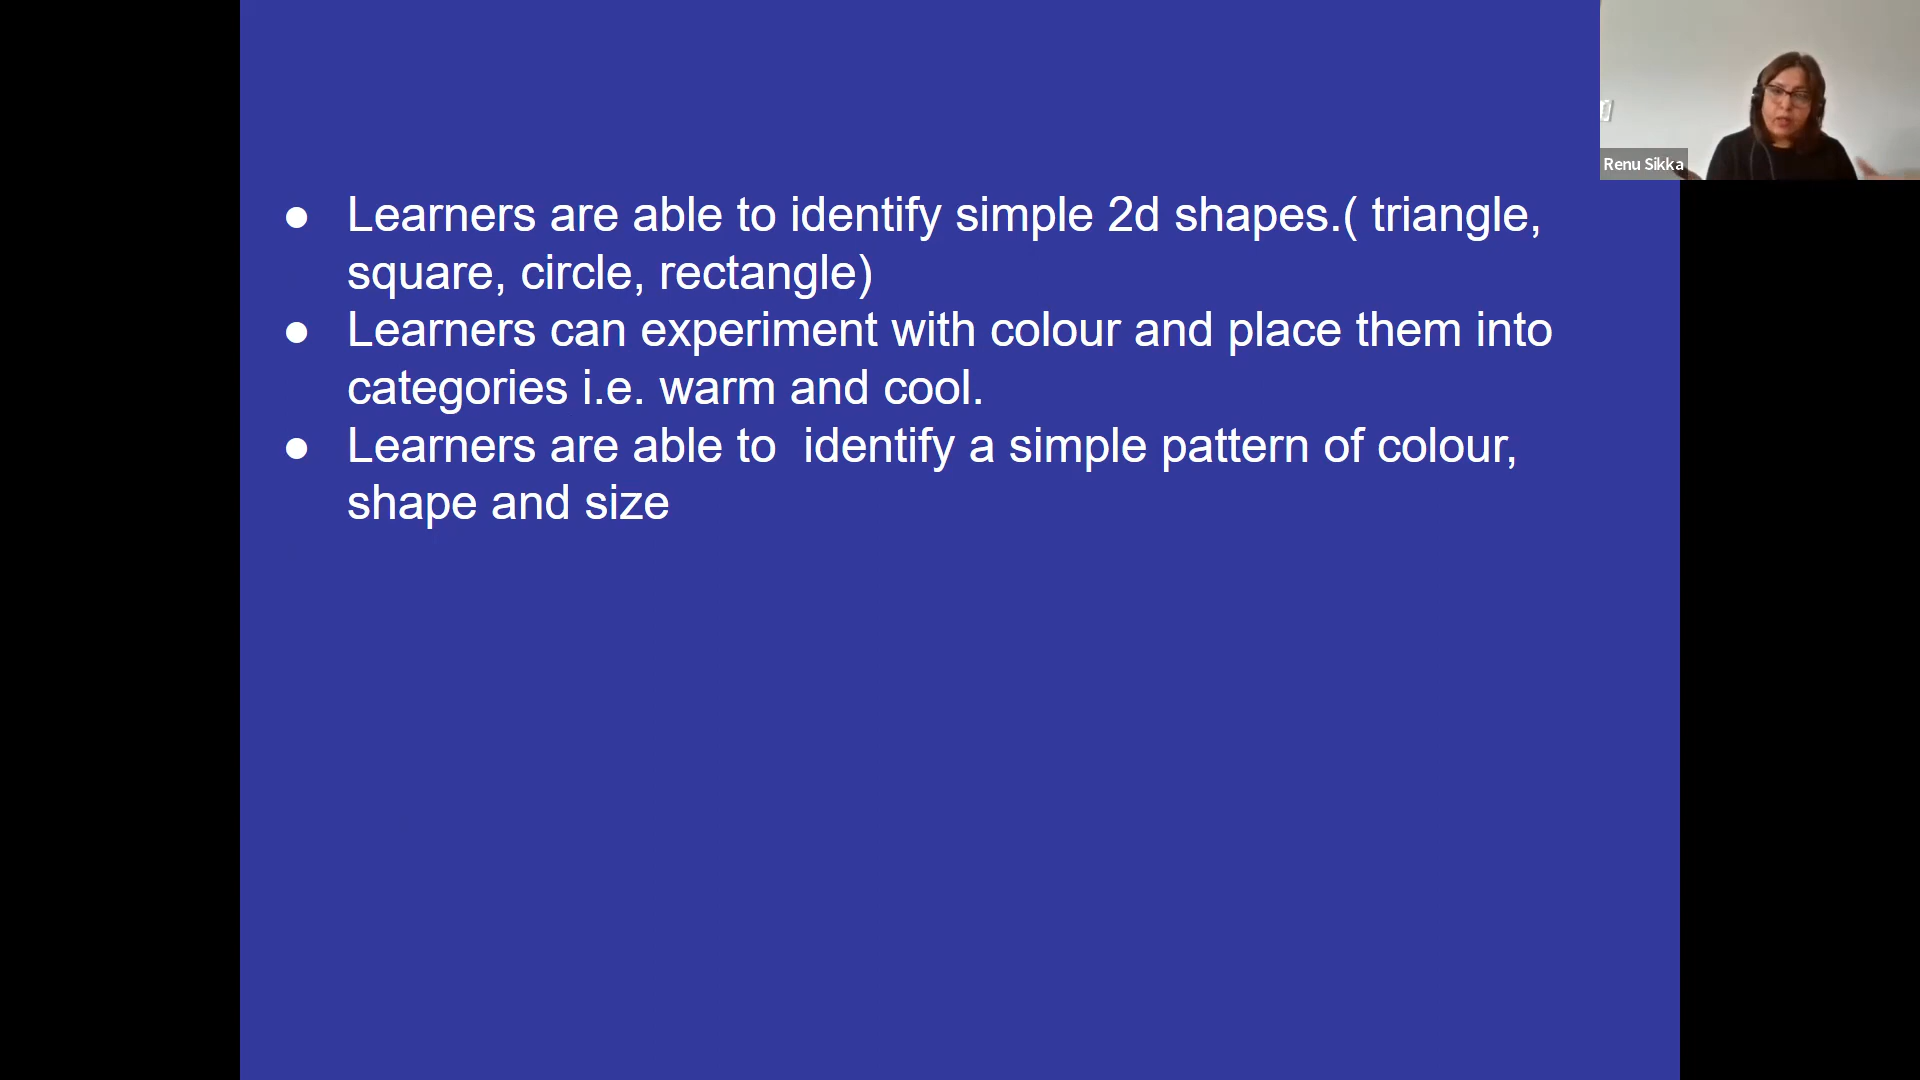 ● Learners are able to identify simple 2d shapes.( triangle,
square, circle, rectangle)
● Learners can experiment with colour and place them into
categories i.e. warm and cool.
● Learners are able to  identify a simple pattern of colour,
shape and size
Renu Sikka